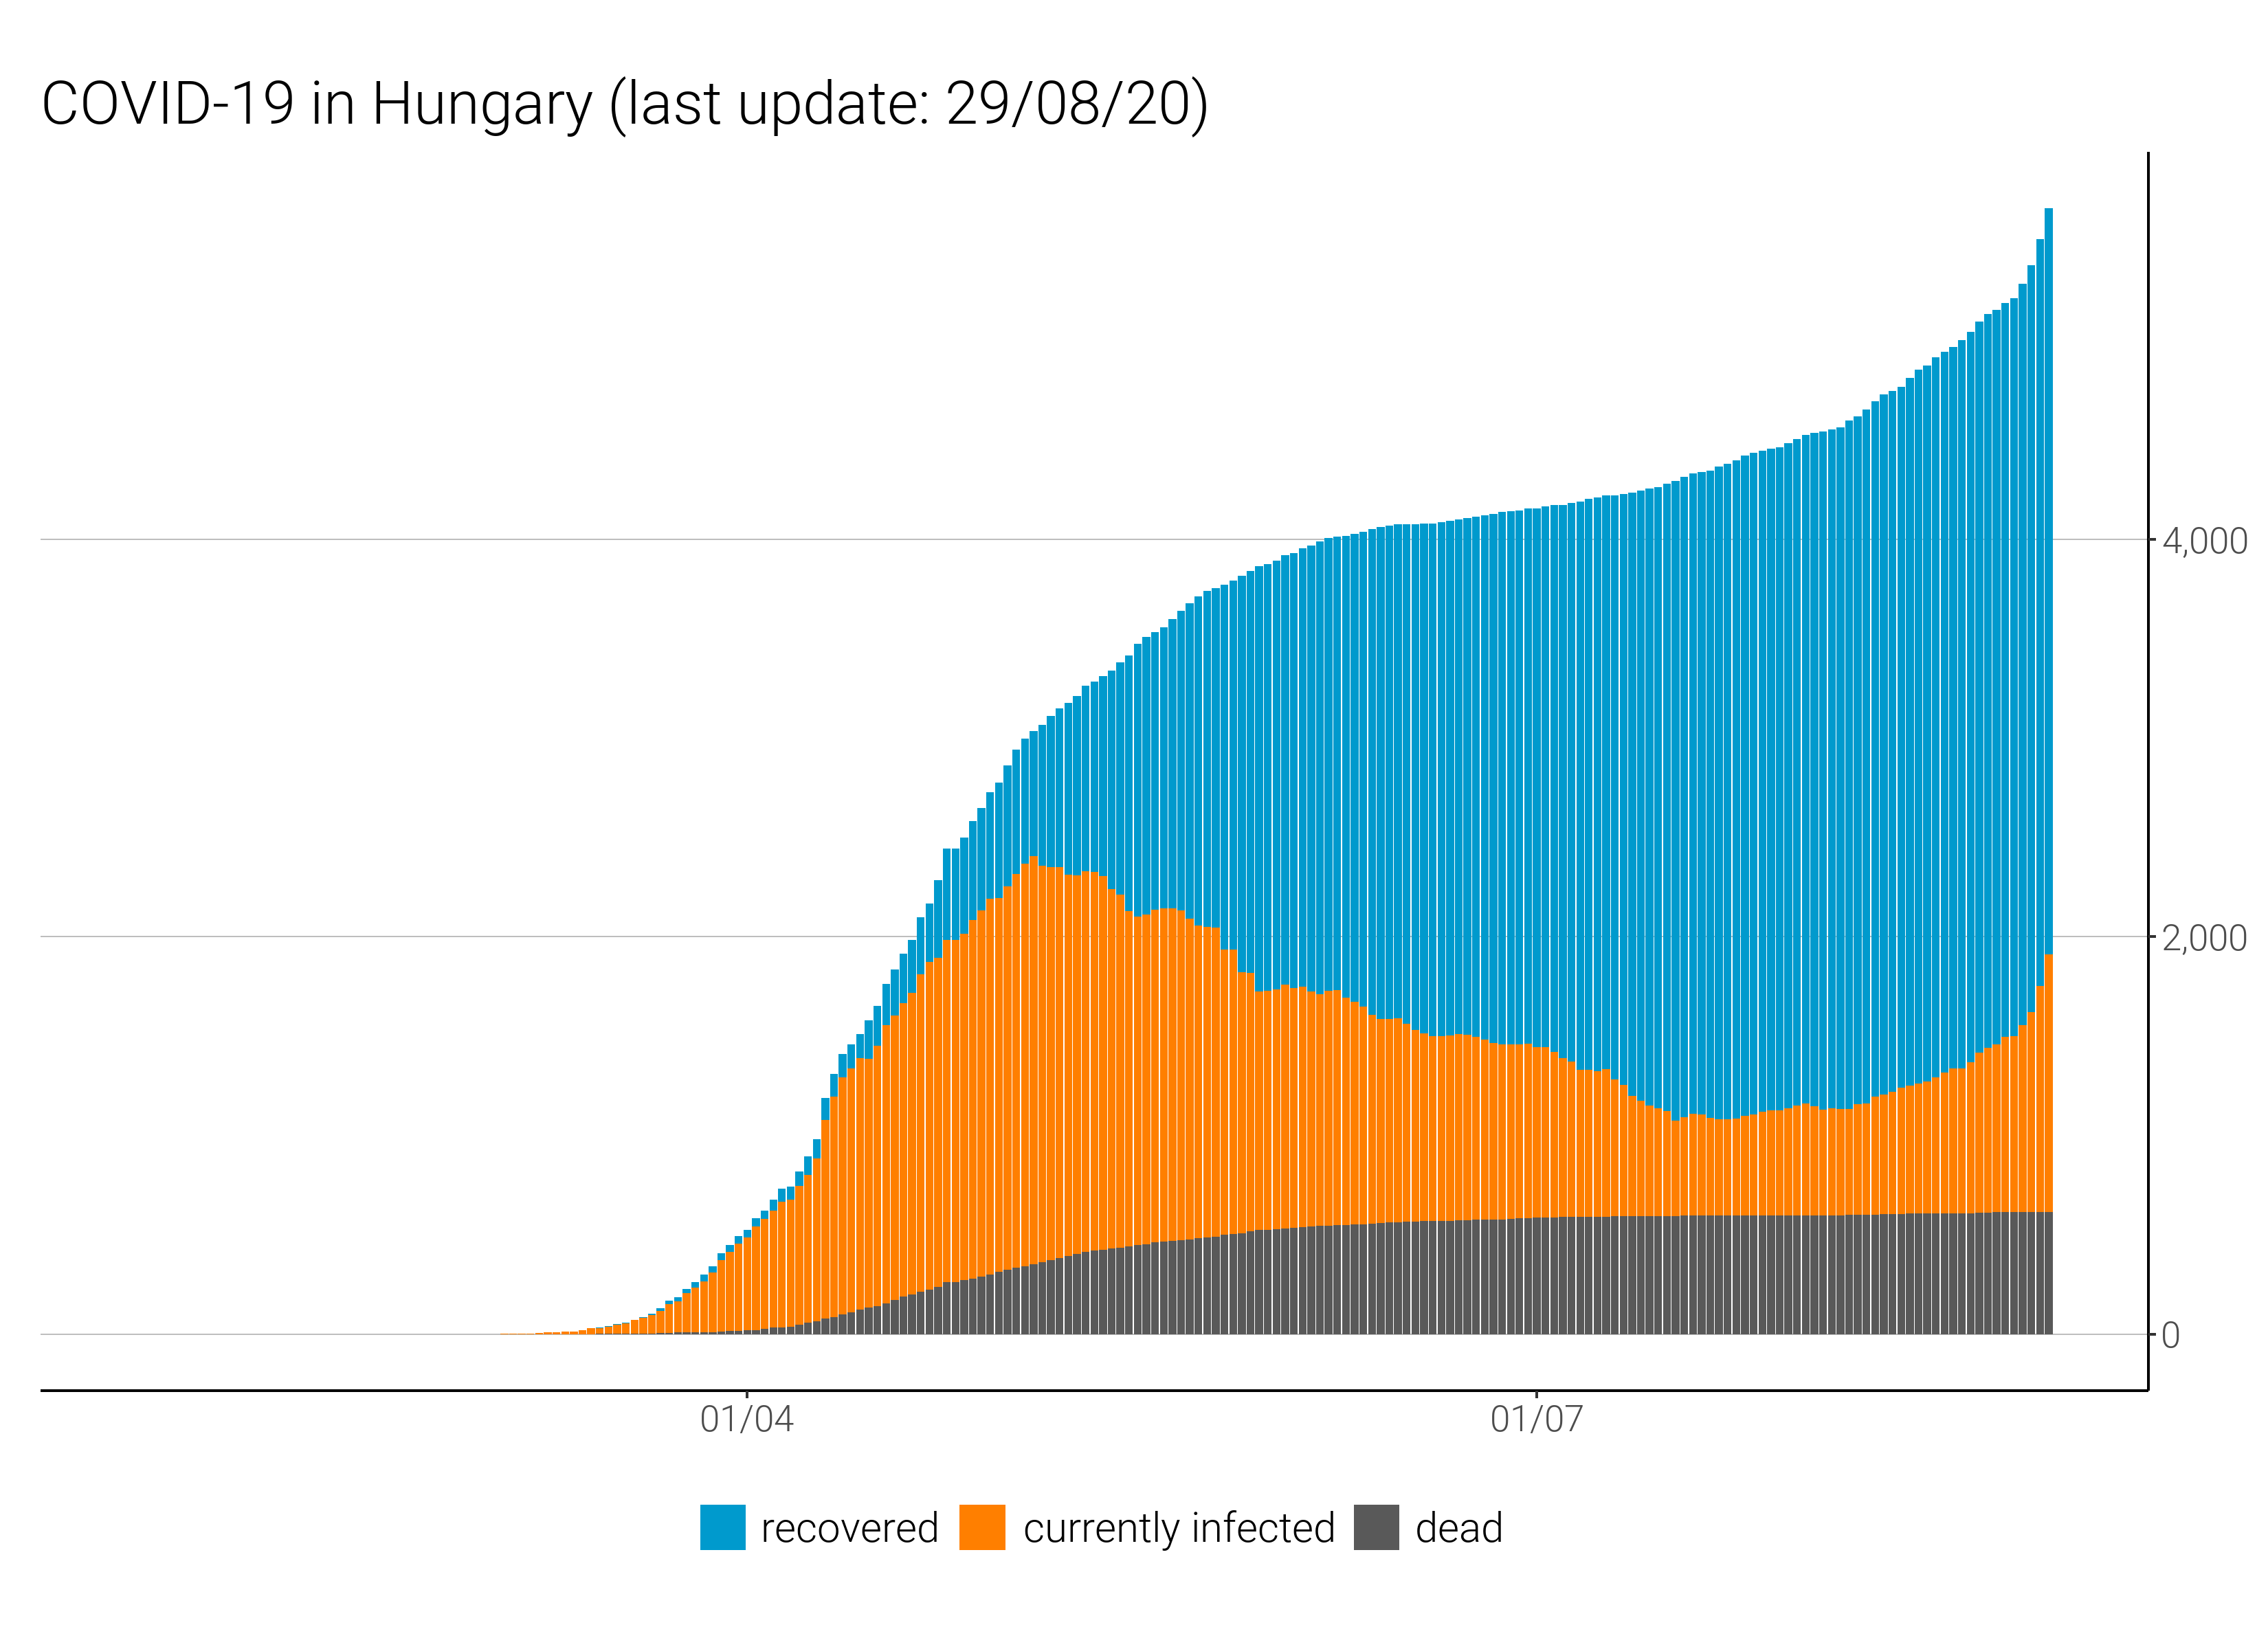 COVID-19 in Hungary (last update: 29/08/20)
4,000
2,000
0
01/04 01/07
recovered currently infected dead